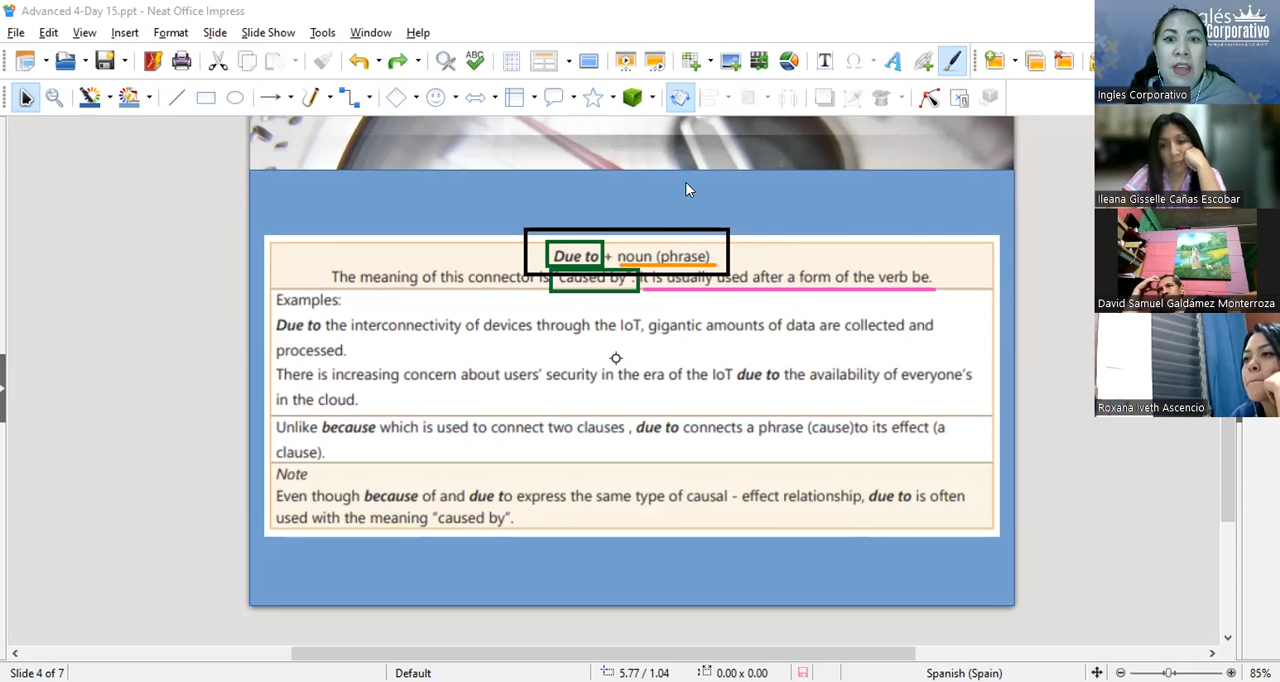 Advanced 4-Day 15.ppt - Neat Office Impress
File Edit View Insert Format Slide Slide Show Tools Window Help
Due to + noun (phrase)
The meaning of this connector is "caused by". It is usually used after a form of the verb be.
Examples:
Due to the interconnectivity of devices through the IoT, gigantic amounts of data are collected and
processed.
There is increasing concern about users' security in the era of the IoT due to the availability of everyone's
in the cloud.
Unlike because which is used to connect two clauses , due to connects a phrase (cause)to its effect (a
clause).
Note
Even though because of and due to express the same type of causal - effect relationship, due to is often
used with the meaning "caused by".
Slide 4 of 7
Default
5.77 / 1.04
0.00 x 0.00
Spanish (Spain)
85%
glés
Corporativo
Ingles Corporativo
Ileana Gisselle Cañas Escobar
David Samuel Galdámez Monterroza
Roxana Iveth Ascencio